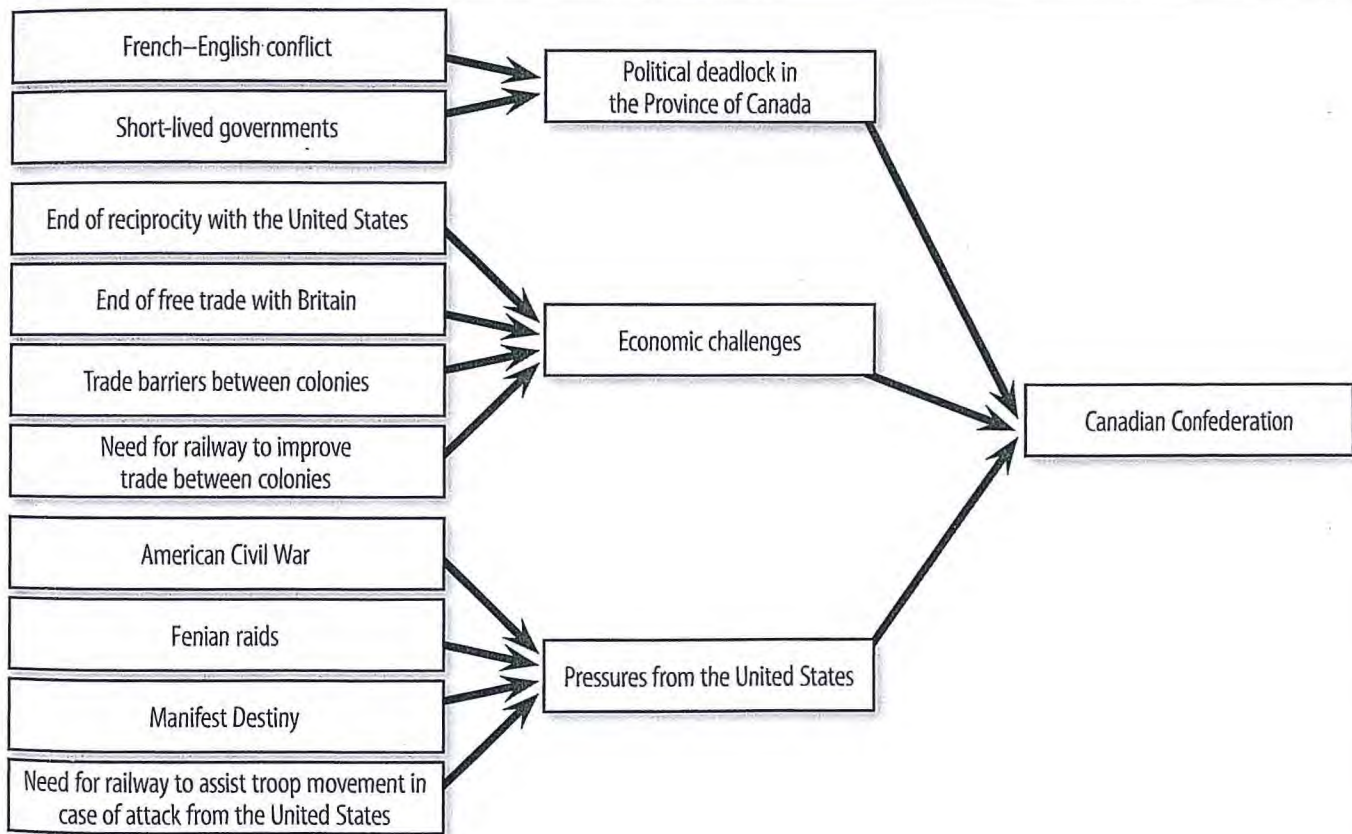 French–English conflict
Short-lived governments
End of reciprocity with the United States
End of free trade with Britain
Trade barriers between colonies
Need for railway to improve
trade between colonies
American Civil War
Fenian raids
Manifest Destiny
Need for railway to assist troop movement in
case of attack from the United States
Political deadlock in
the Province of Canada
Economic challenges
Pressures from the United States
Canadian Confederation